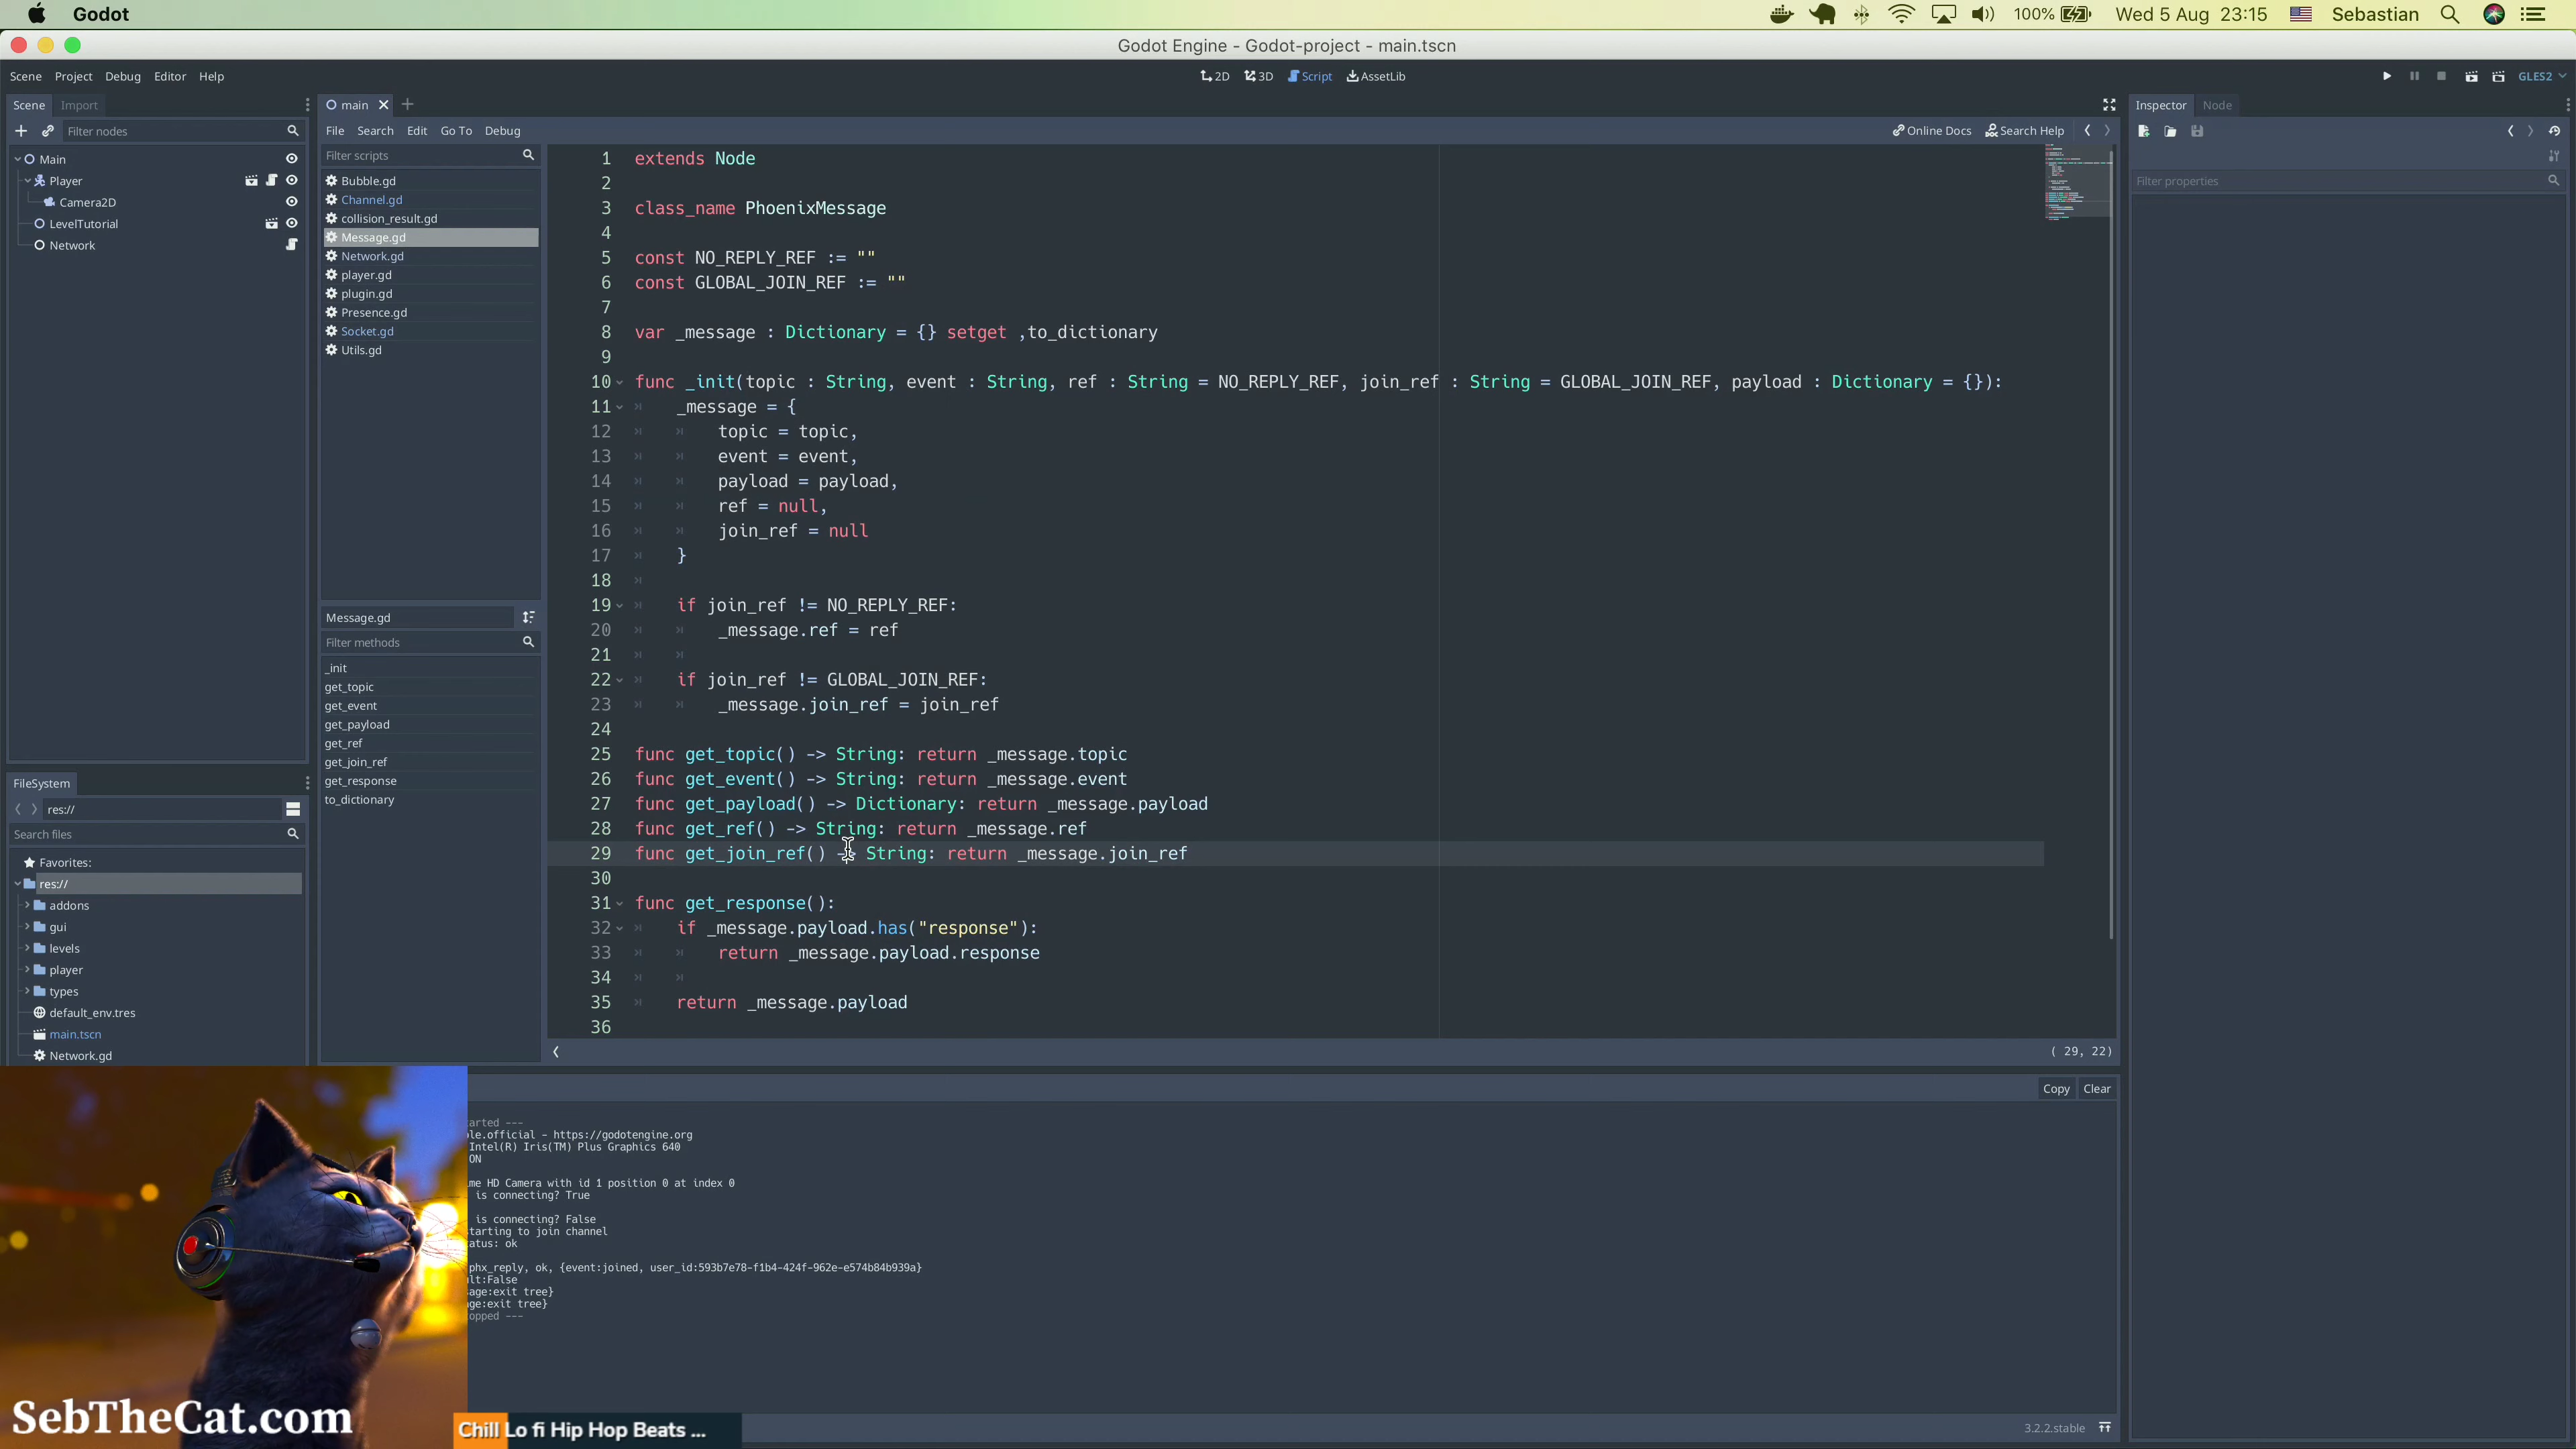 Godot
100%
Wed 5 Aug 23:15
Sebastian
Godot Engine - Godot-project - main.tscn
Scene Project Debug Editor Help
2D 3D Script AssetLib
GLES2
Scene Import
main
Inspector Node
Filter nodes
File Search Edit Go To Debug
Online Docs Search Help
Filter scripts
Filter properties
Main
Player
Camera2D
LevelTutorial
Network
Bubble.gd
Channel.gd
collision_result.gd
Message.gd
Network.gd
player.gd
plugin.gd
Presence.gd
Socket.gd
Utils.gd
Message.gd
Filter methods
_init
get_topic
get_event
get_payload
get_ref
get_join_ref
get_response
to_dictionary
1 extends Node
2
3 class_name PhoenixMessage
4
5 const NO_REPLY_REF := ""
6 const GLOBAL_JOIN_REF := ""
7
8 var _message : Dictionary = {} setget ,to_dictionary
9
10 func _init(topic : String, event : String, ref : String = NO_REPLY_REF, join_ref : String = GLOBAL_JOIN_REF, payload : Dictionary = {}):
11 _message = {
12 topic = topic,
13 event = event,
14 payload = payload,
15 ref = null,
16 join_ref = null
17 }
18
19 if join_ref != NO_REPLY_REF:
20 _message.ref = ref
21
22 if join_ref != GLOBAL_JOIN_REF:
23 _message.join_ref = join_ref
24
25 func get_topic() -> String: return _message.topic
26 func get_event() -> String: return _message.event
27 func get_payload() -> Dictionary: return _message.payload
28 func get_ref() -> String: return _message.ref
29 func get_join_ref() -> String: return _message.join_ref
30
31 func get_response():
32 if _message.payload.has("response"):
33 return _message.payload.response
34
35 return _message.payload
36
( 29, 22)
FileSystem
res://
Search files
Favorites:
res://
addons
gui
levels
player
types
default_env.tres
main.tscn
Network.gd
Copy Clear
arted ---
le.official - https://godotengine.org
Intel(R) Iris(TM) Plus Graphics 640
ON
me HD Camera with id 1 position 0 at index 0
is connecting? True
is connecting? False
tarting to join channel
atus: ok
phx_reply, ok, {event:joined, user_id:593b7e78-f1b4-424f-962e-e574b84b939a}
lt:False
age:exit tree}
ge:exit tree}
opped ---
SebTheCat.com
Chill Lo fi Hip Hop Beats ...
3.2.2.stable